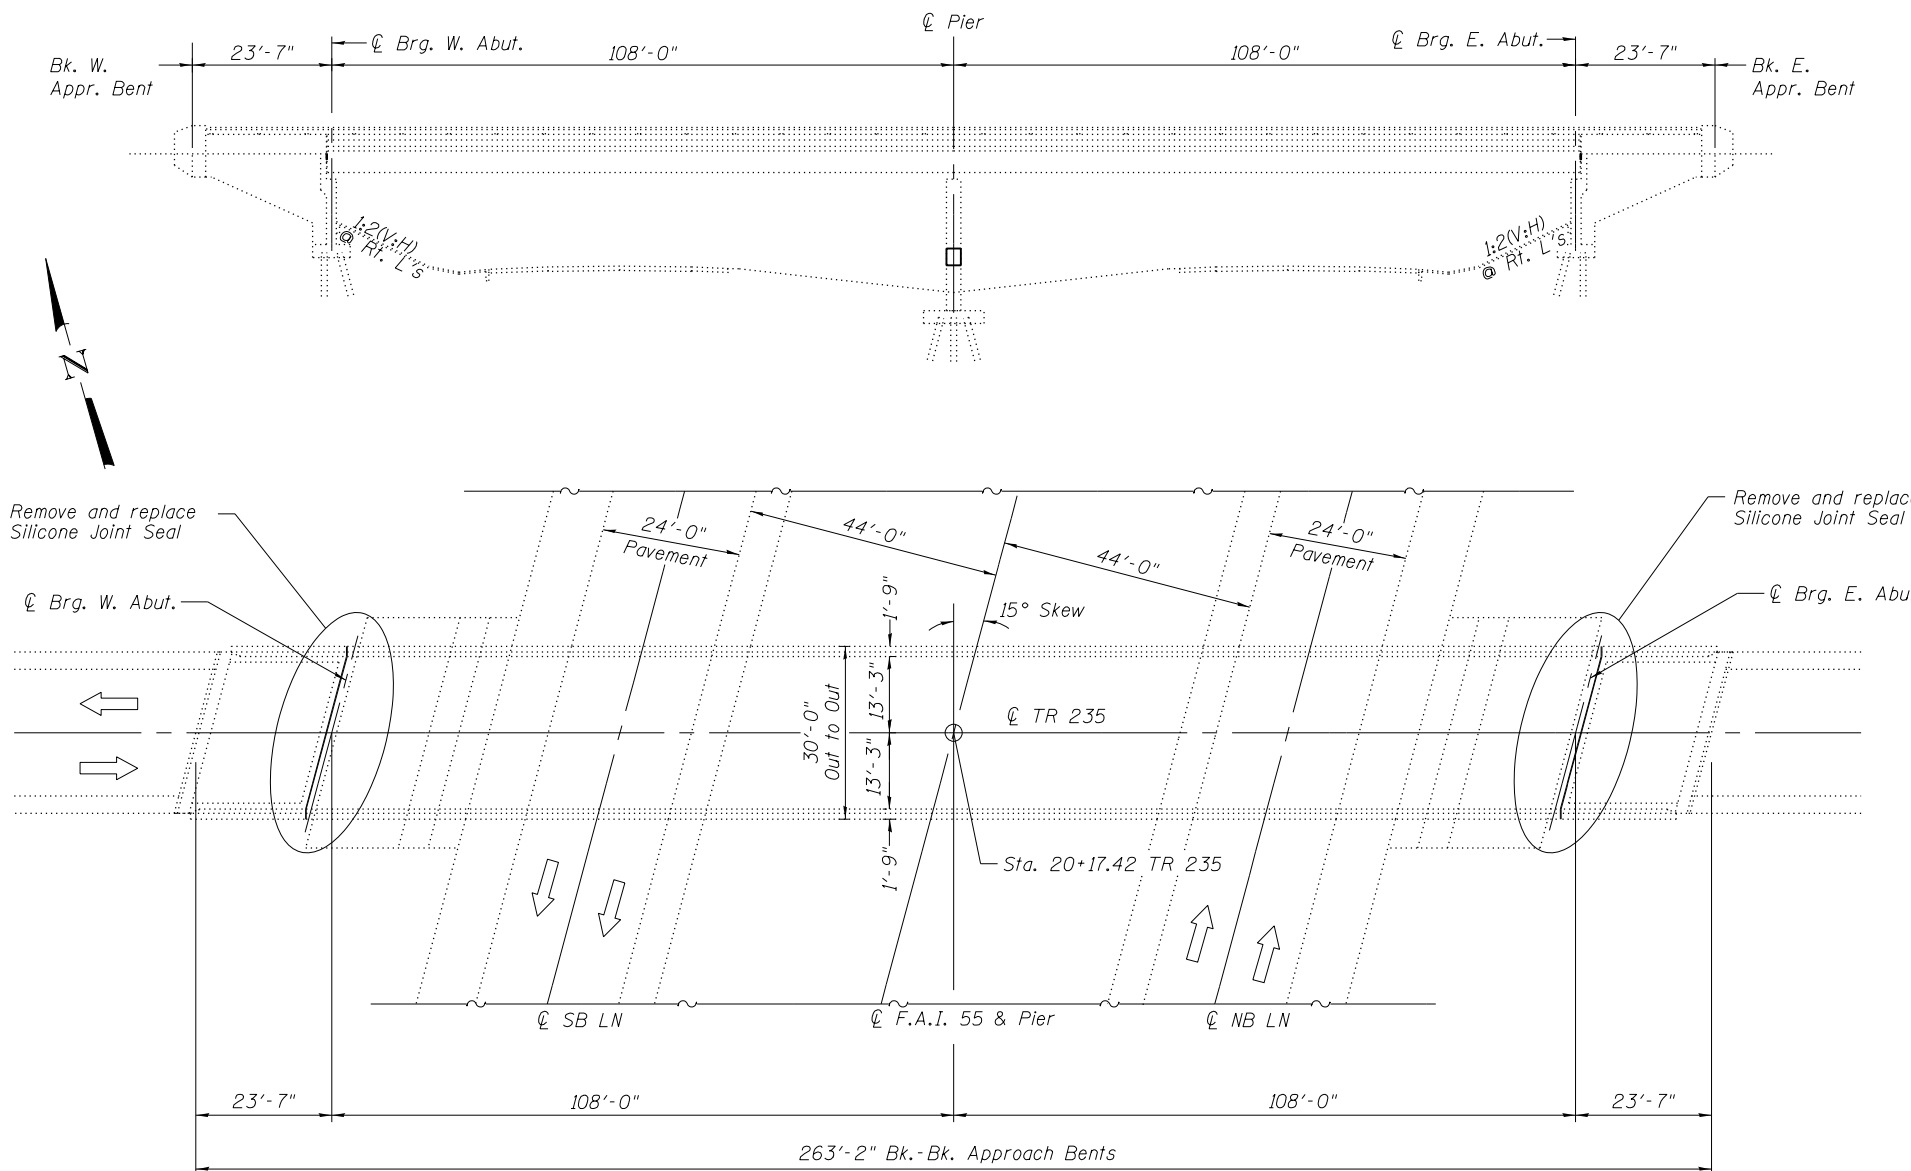 ℄ Pier
23'-7"
℄ Brg. W. Abut.
108'-0"
108'-0"
℄ Brg. E. Abut.
23'-7"
Bk. W.
Appr. Bent
Bk. E.
Appr. Bent
1:2(V:H)
@ Rt. L's
1:2(V:H)
@ Rt. L's
N
Remove and replace
Silicone Joint Seal
24'-0"
Pavement
44'-0"
44'-0"
24'-0"
Pavement
Remove and replac
Silicone Joint Seal
℄ Brg. W. Abut.
1'-9"
15° Skew
℄ Brg. E. Abu
13'-3"
30'-0"
Out to Out
℄ TR 235
13'-3"
1'-9"
Sta. 20+17.42 TR 235
℄ SB LN
℄ F.A.I. 55 & Pier
℄ NB LN
23'-7"
108'-0"
108'-0"
23'-7"
263'-2" Bk.-Bk. Approach Bents